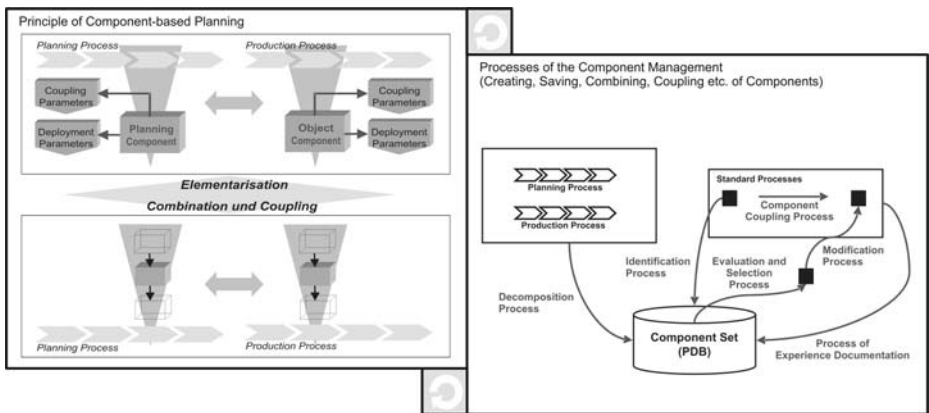 Principle of Component-based Planning
Planning Process
Production Process
Coupling
Parameters
Deployment
Parameters
Planning
Component
Object
Component
Coupling
Parameters
Deployment
Parameters
Elementarisation
Combination und Coupling
Planning Process
Production Process
Processes of the Component Management
(Creating, Saving, Combining, Coupling etc. of Components)
Planning Process
Production Process
Standard Processes
Component
Coupling Process
Identification
Process
Evaluation and
Selection
Process
Modification
Process
Decomposition
Process
Component Set
(PDB)
Process of
Experience Documentation